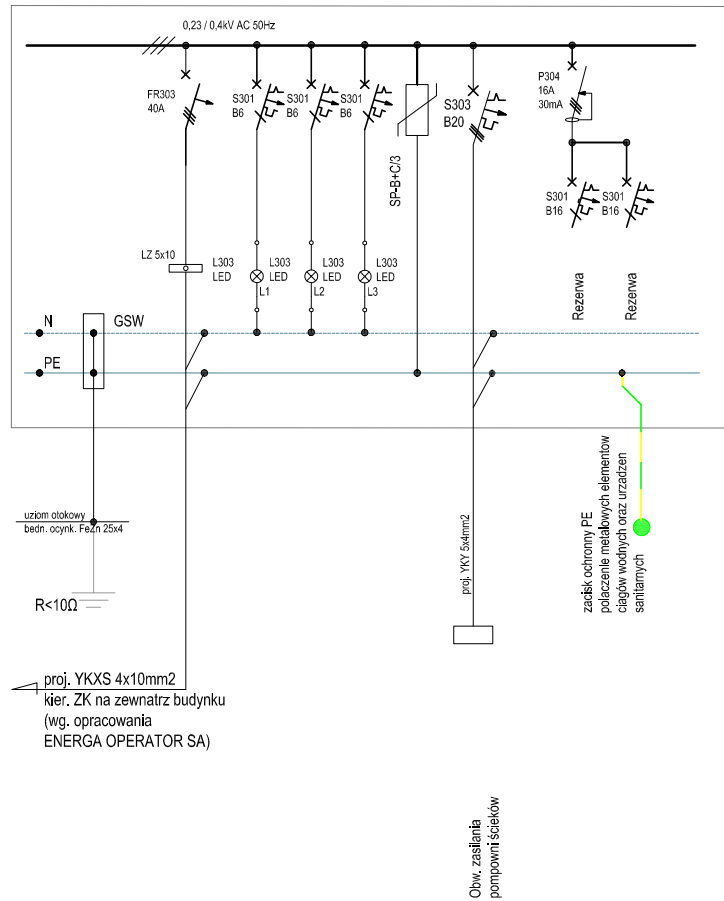 0,23 / 0,4kV AC 50Hz
FR303
40A
S301
B6
S301
B6
S301
B6
SP-B+C/3
S303
B20
P304
16A
30mA
S301
B16
S301
B16
LZ 5x10
L303
LED
L1
L303
LED
L2
L303
LED
L3
Rezerwa
Rezerwa
N
GSW
PE
uziom otokowy
bedn. ocynk. FeZn 25x4
R<10Ω
proj. YKY 5x4mm2
zacisk ochronny PE
polaczenie metalowych elementow
ciagów wodnych oraz urzadzen
sanitarnych
proj. YKXS 4x10mm2
kier. ZK na zewnatrz budynku
(wg. opracowania
ENERGA OPERATOR SA)
Obw. zasilania
pompowni ścieków